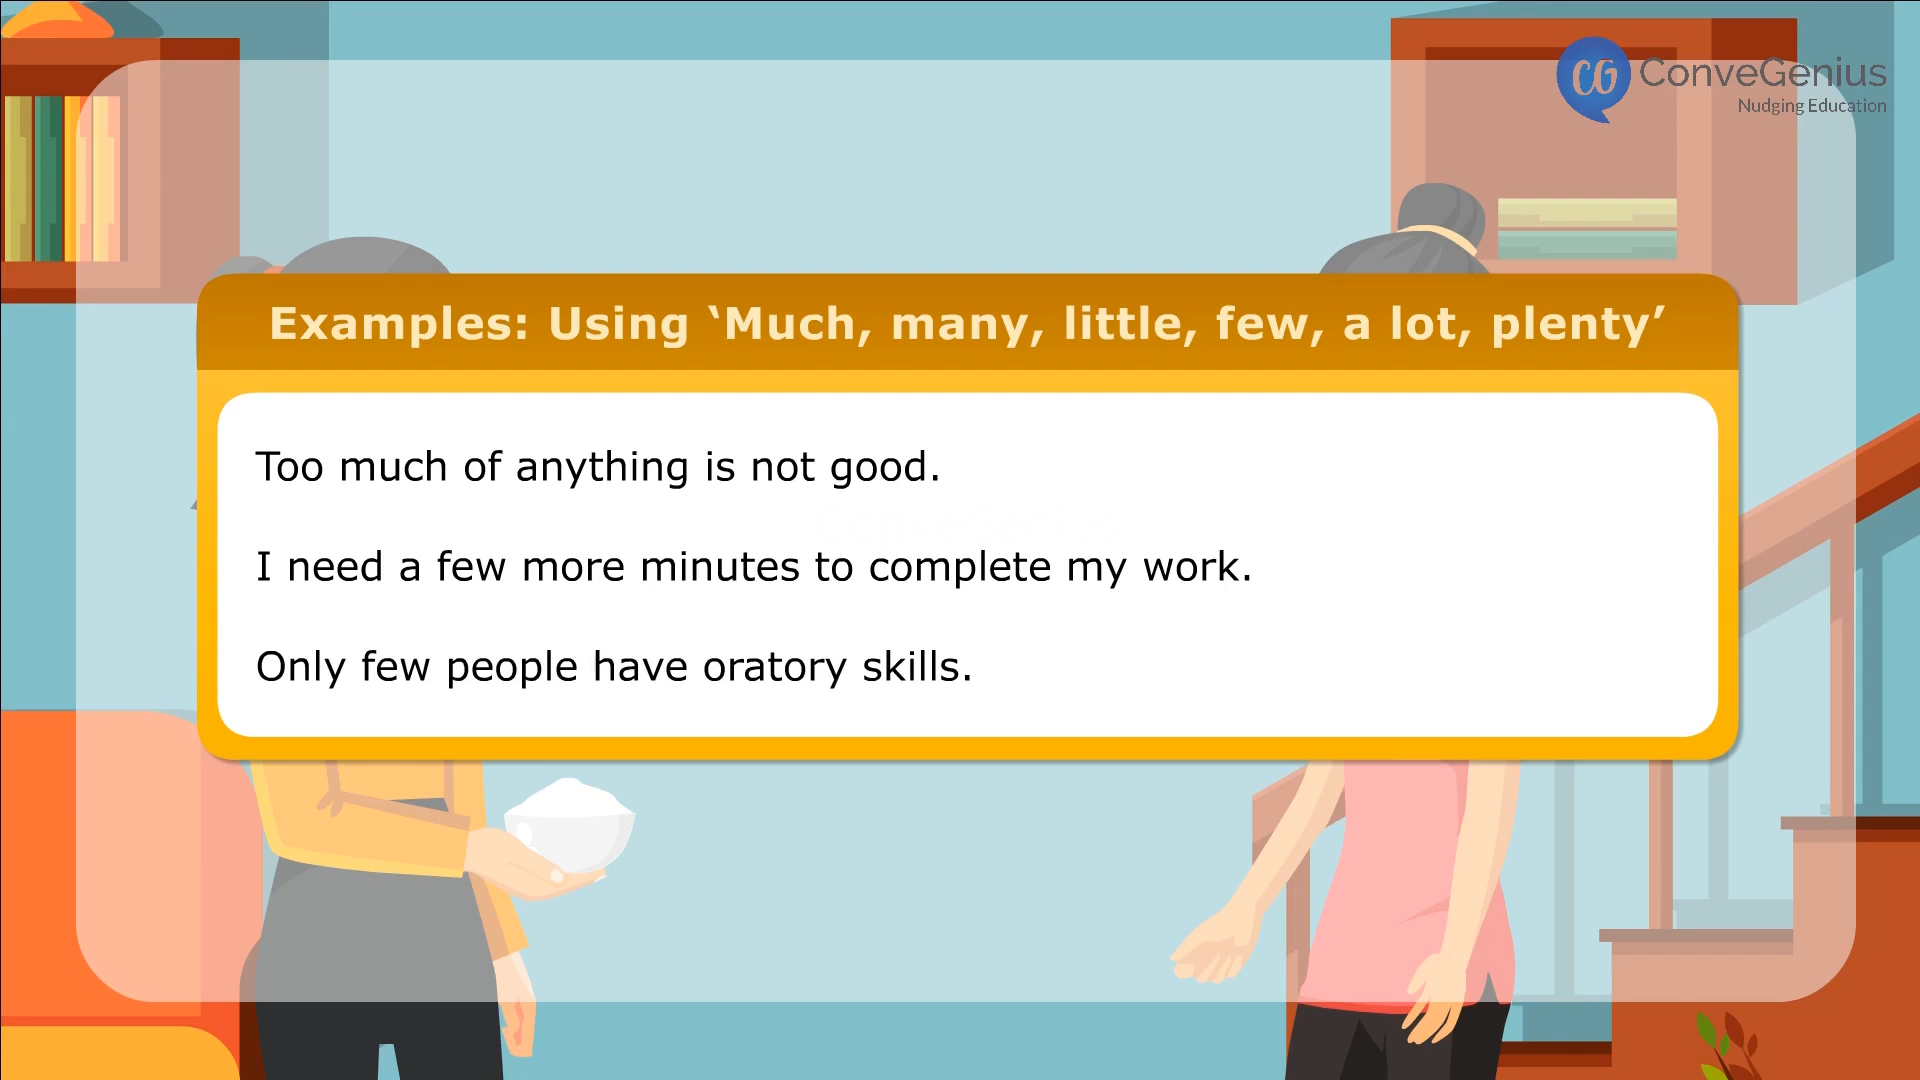 CG ConveGenius
Nudging Education
Examples: Using ‘Much, many, little, few, a lot, plenty’
Too much of anything is not good.
I need a few more minutes to complete my work.
Only few people have oratory skills.